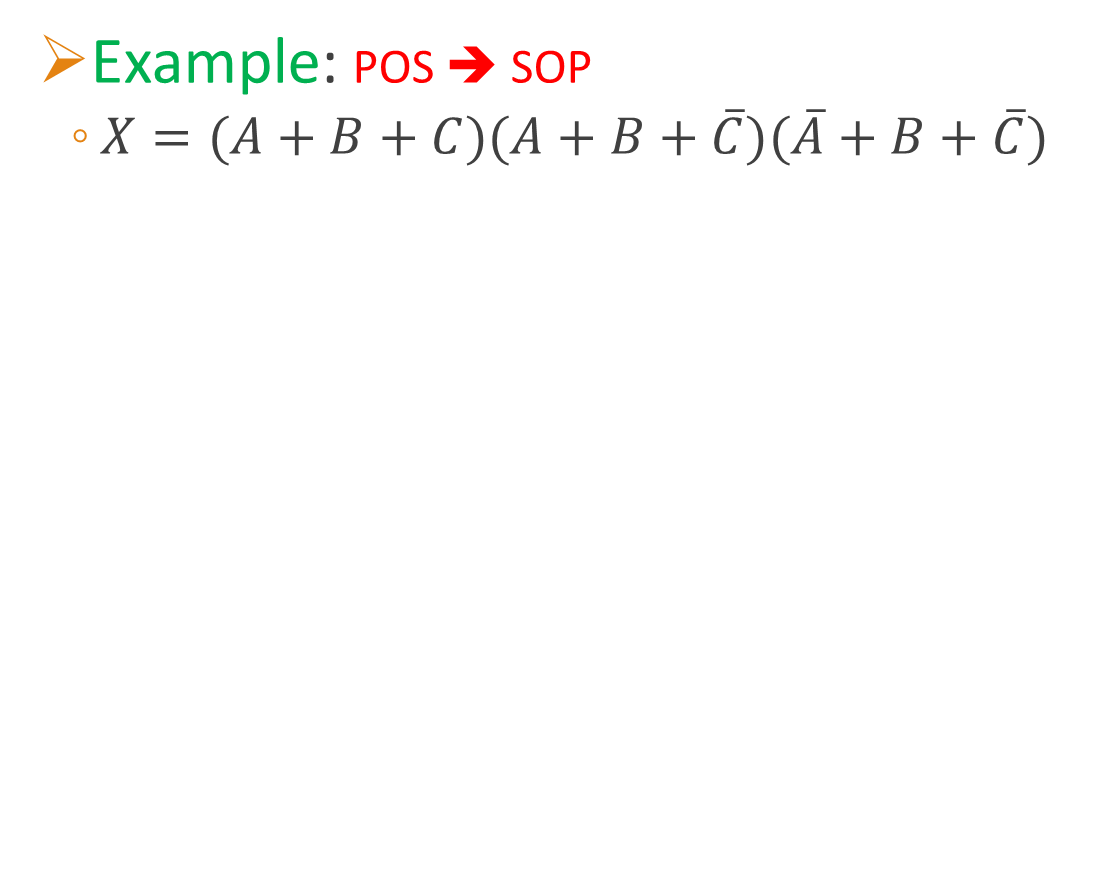 ➢Example: POS ➔ SOP
◦ X = (A + B + C)(A + B + C̄)(Ā + B + C̄)